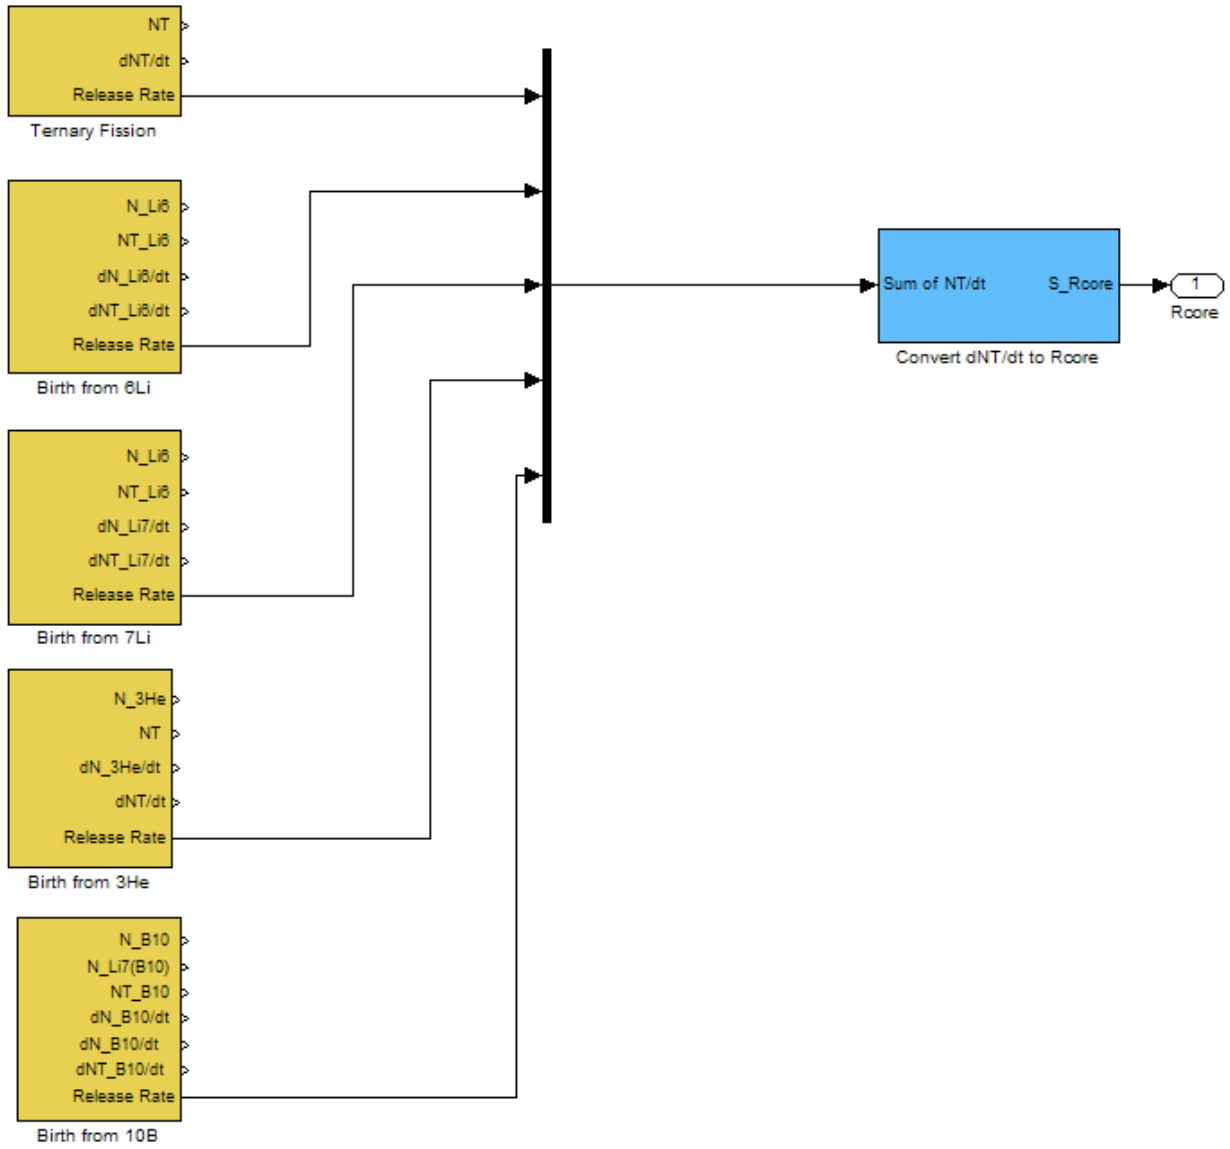 NT
dNT/dt
Release Rate
Ternary Fission
N_Li6
NT_Li6
dN_Li6/dt
dNT_Li6/dt
Release Rate
Birth from 6Li
N_Li6
NT_Li6
dN_Li7/dt
dNT_Li7/dt
Release Rate
Birth from 7Li
N_3He
NT
dN_3He/dt
dNT/dt
Release Rate
Birth from 3He
N_B10
N_Li7(B10)
NT_B10
dN_B10/dt
dN_B10/dt
dNT_B10/dt
Release Rate
Birth from 10B
Sum of NT/dt
S_Rcore
Convert dNT/dt to Rcore
1
Rcore